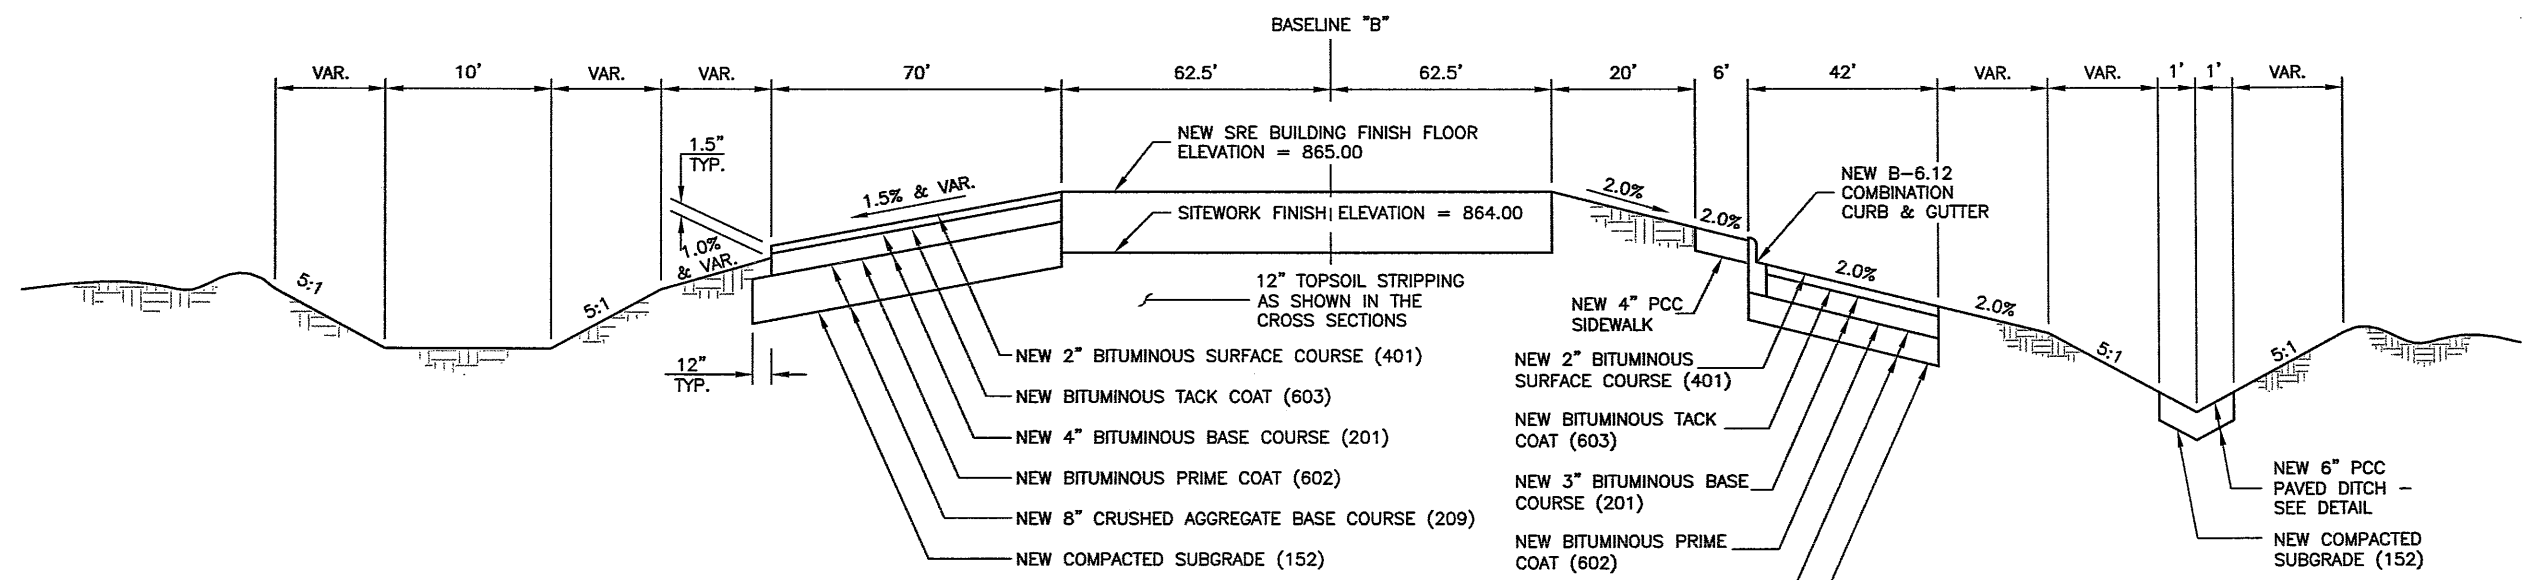 BASELINE "B"
VAR.
10'
VAR.
VAR.
70'
62.5'
62.5'
20'
6'
42'
VAR.
VAR.
1'
1'
VAR.
1.5"
TYP.
1.0%
& VAR.
1.5% & VAR.
NEW SRE BUILDING FINISH FLOOR
ELEVATION = 865.00
SITEWORK FINISH ELEVATION = 864.00
12" TOPSOIL STRIPPING
AS SHOWN IN THE
CROSS SECTIONS
2.0%
2.0%
NEW B-6.12
COMBINATION
CURB & GUTTER
2.0%
2.0%
5:1
5:1
5:1
5:1
12"
TYP.
NEW 2" BITUMINOUS SURFACE COURSE (401)
NEW BITUMINOUS TACK COAT (603)
NEW 4" BITUMINOUS BASE COURSE (201)
NEW BITUMINOUS PRIME COAT (602)
NEW 8" CRUSHED AGGREGATE BASE COURSE (209)
NEW COMPACTED SUBGRADE (152)
NEW 4" PCC
SIDEWALK
NEW 2" BITUMINOUS
SURFACE COURSE (401)
NEW BITUMINOUS TACK
COAT (603)
NEW 3" BITUMINOUS BASE
COURSE (201)
NEW BITUMINOUS PRIME
COAT (602)
NEW 6" PCC
PAVED DITCH -
SEE DETAIL
NEW COMPACTED
SUBGRADE (152)